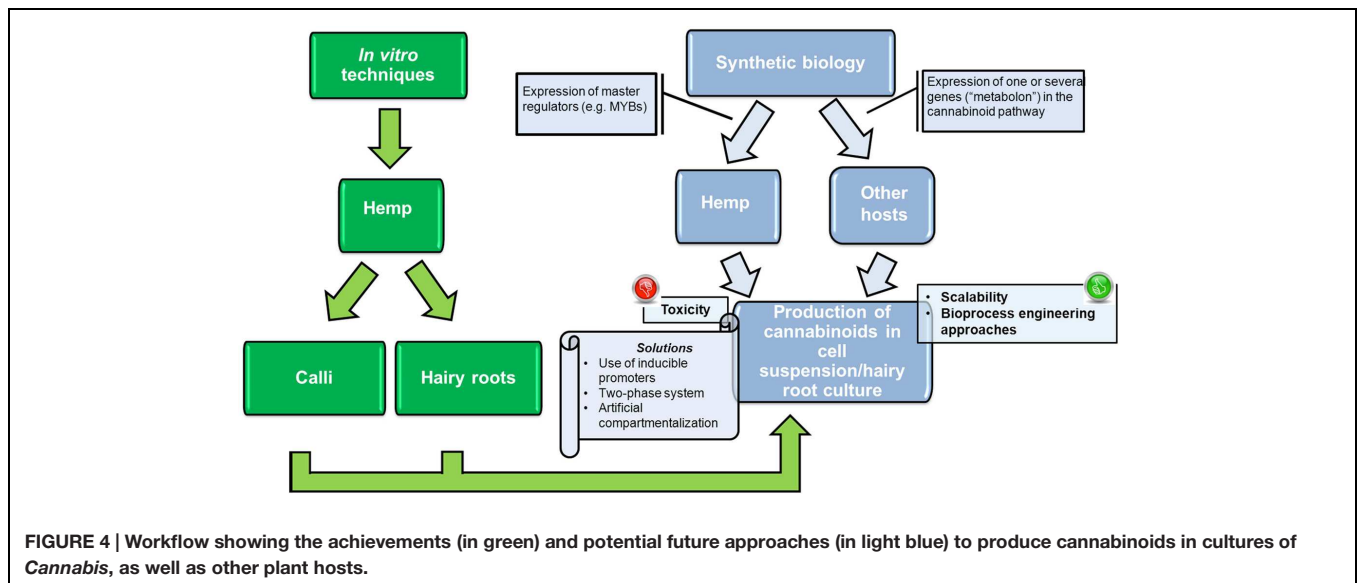 In vitro
techniques
Hemp
Calli
Hairy roots
Synthetic biology
Expression of master
regulators (e.g. MYBs)
Expression of one or several
genes (“metabolon”) in the
cannabinoid pathway
Hemp
Other
hosts
Toxicity
Solutions
• Use of inducible
promoters
• Two-phase system
• Artificial
compartmentalization
Production of
cannabinoids in
cell
suspension/hairy
root culture
• Scalability
• Bioprocess engineering
approaches
FIGURE 4 | Workflow showing the achievements (in green) and potential future approaches (in light blue) to produce cannabinoids in cultures of
Cannabis, as well as other plant hosts.